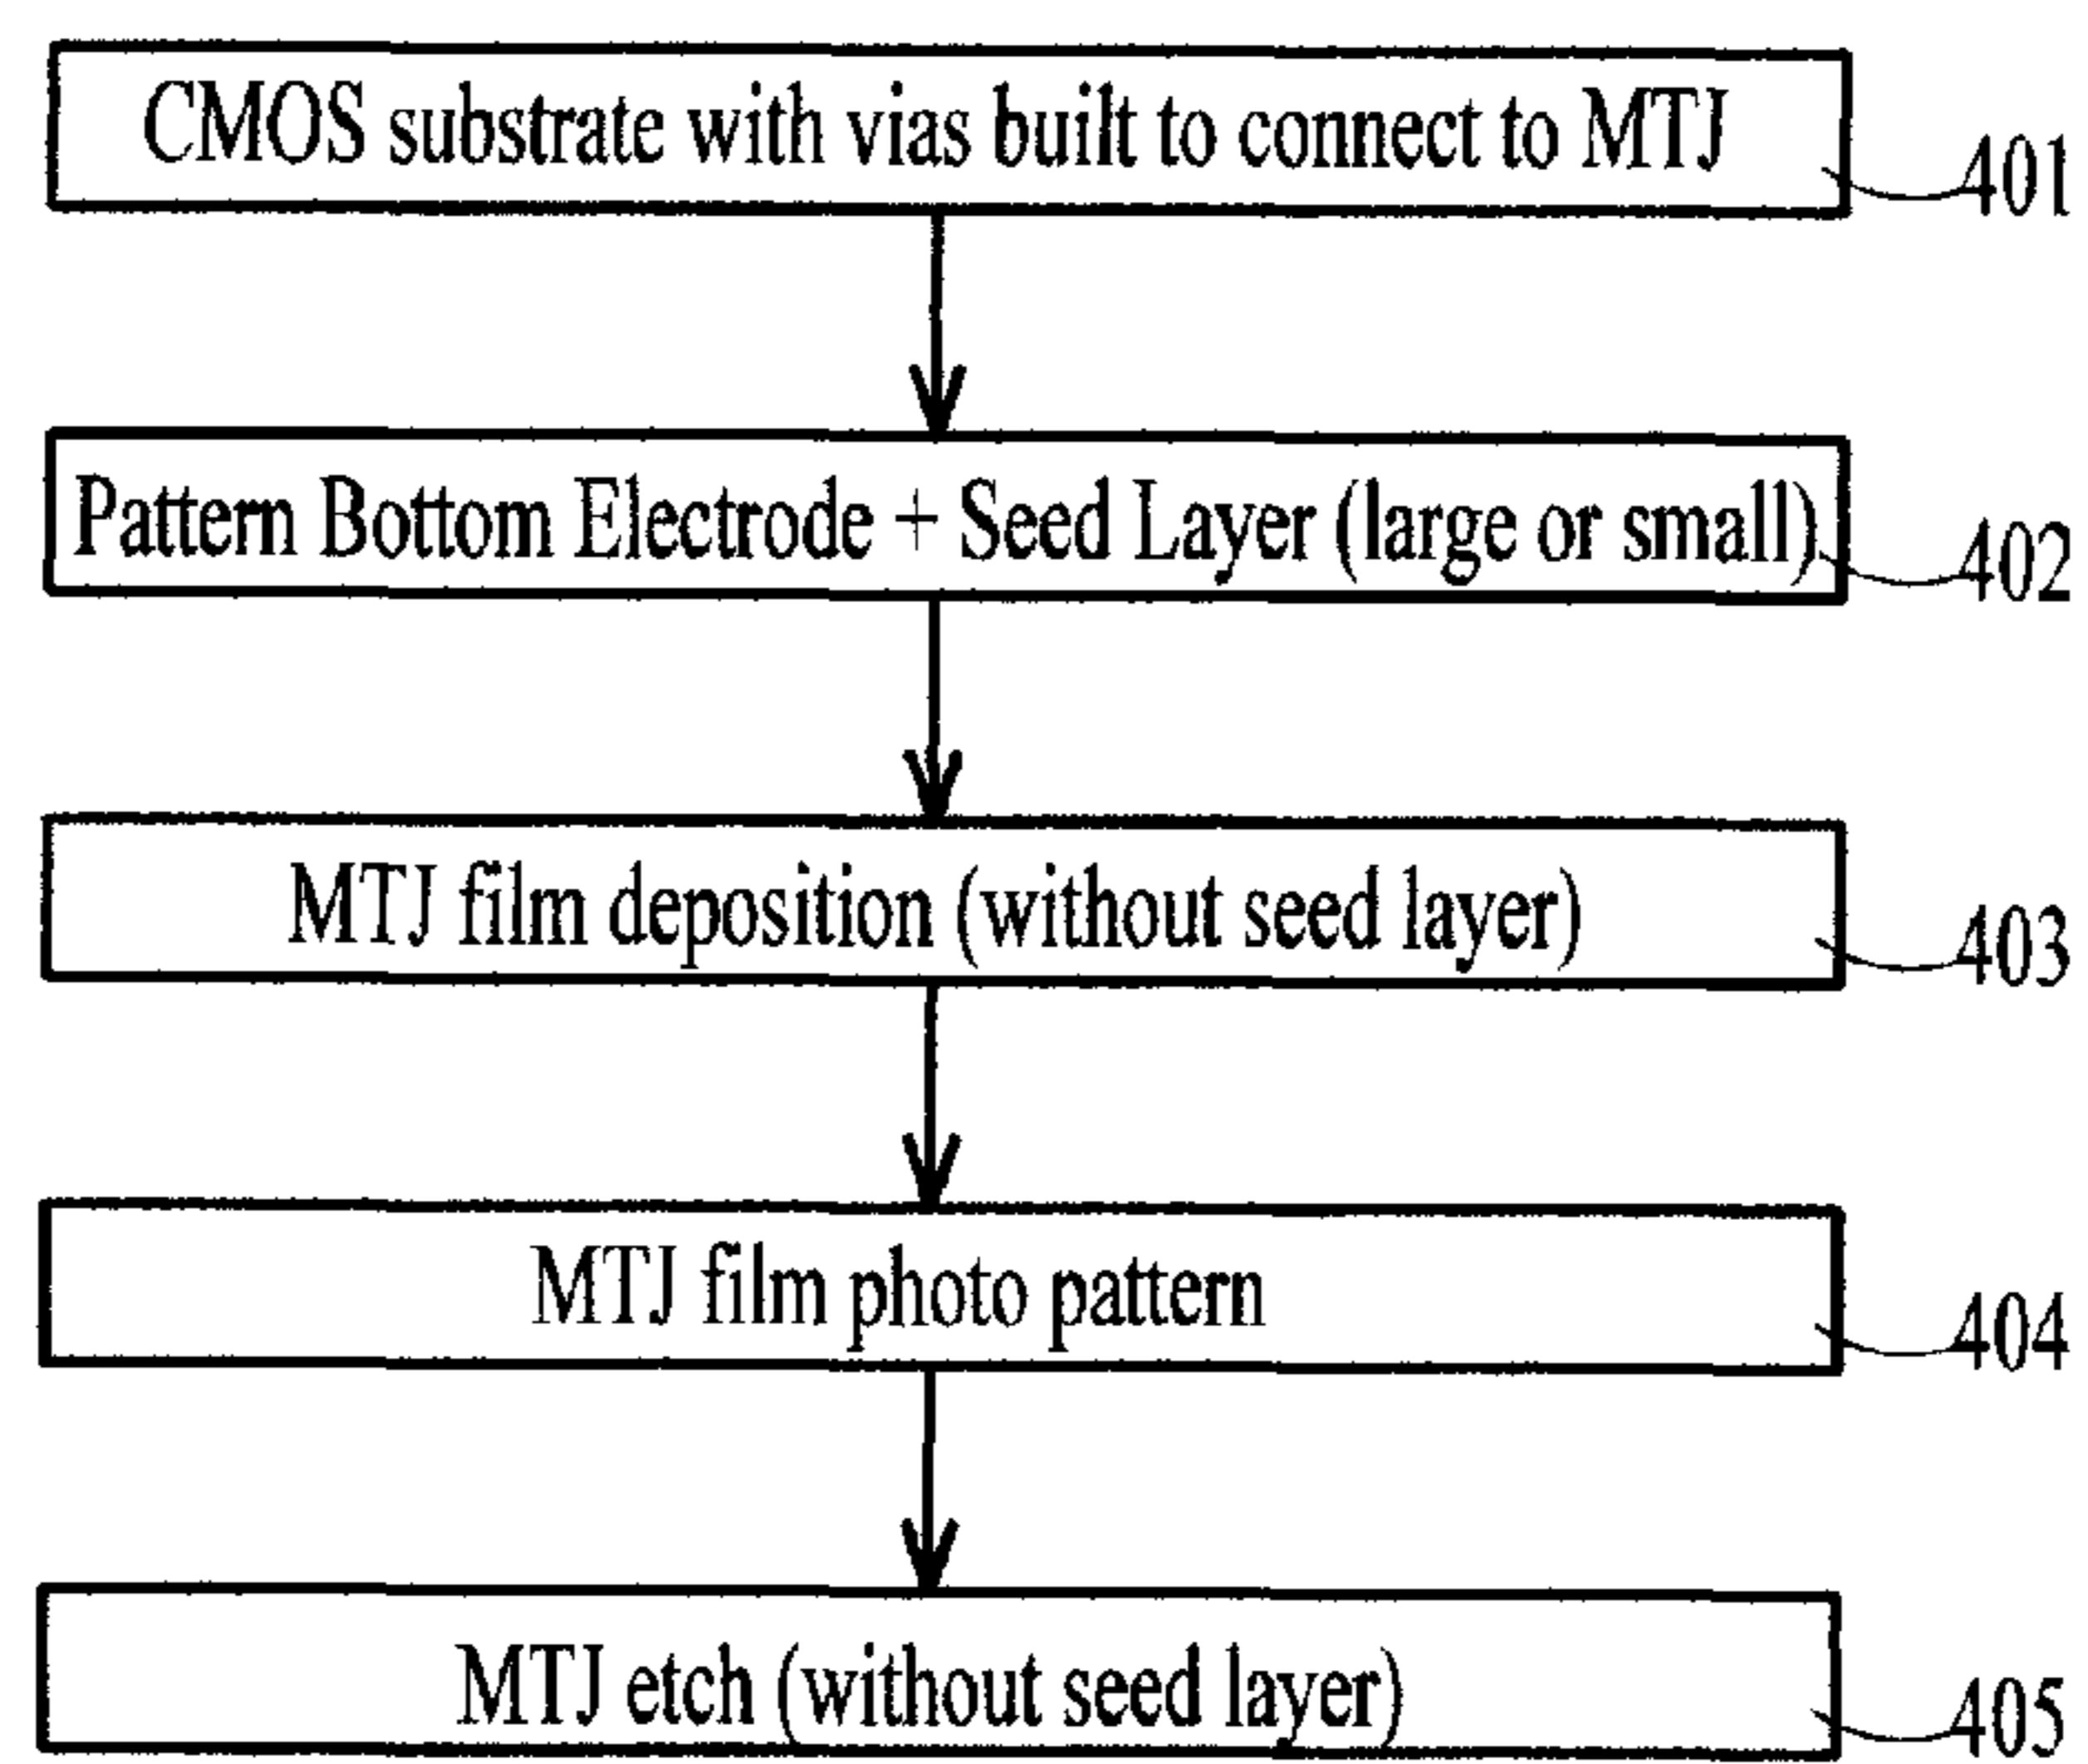 CMOS substrate with vias built to connect to MTJ
401
Pattern Bottom Electrode + Seed Layer (large or small)
402
MTJ film deposition (without seed layer)
403
MTJ film photo pattern
404
MTJ etch (without seed layer)
405